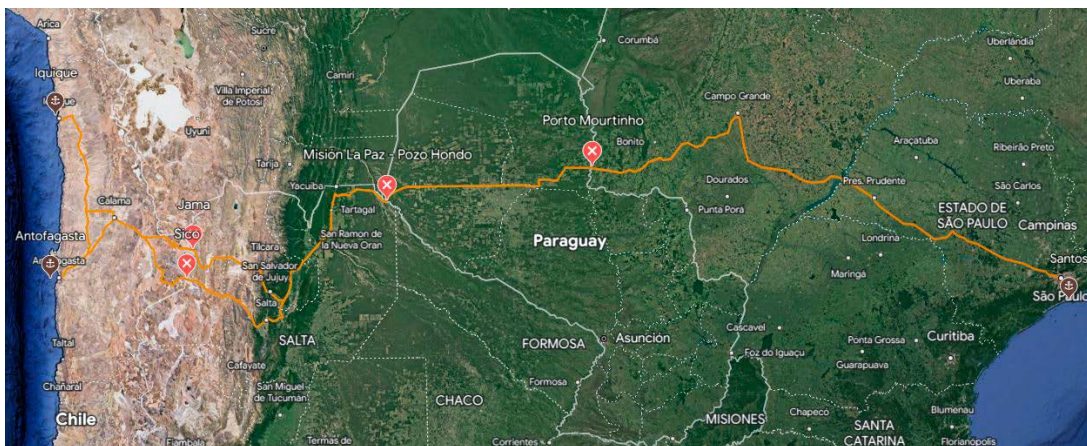 Arica
Sucre
Corumbá
Uberlândia
Iquique
Villa Imperial
de Potosí
Camiri
Uberaba
Campo Grande
Uyuni
Porto Mourtinho
Bonito
Araçatuba
Ribeirão Preto
Misión La Paz - Pozo Hondo
Tarija
Yacuiba
Dourados
Pres. Prudente
São Carlos
Calama
Jama
Tartagal
Punta Porá
ESTADO DE
SÃO PAULO
Campinas
Sico
San Ramon de
la Nueva Oran
Paraguay
Londrina
Antofagasta
Tilcara
San Salvador
de Jujuy
Maringá
Santos
São Paulo
Salta
Taltal
SALTA
FORMOSA
Asunción
Cascavel
Ponta Grossa
Curitiba
Cafayate
Foz do Iguaçu
Guarapuava
Chañaral
San Miguel
de Tucumán
Formosa
CHACO
Blumenau
Chile
MISIONES
Chapecó
SANTA
CATARINA
Fiambala
Termas de
Corrientes
Florianópolis